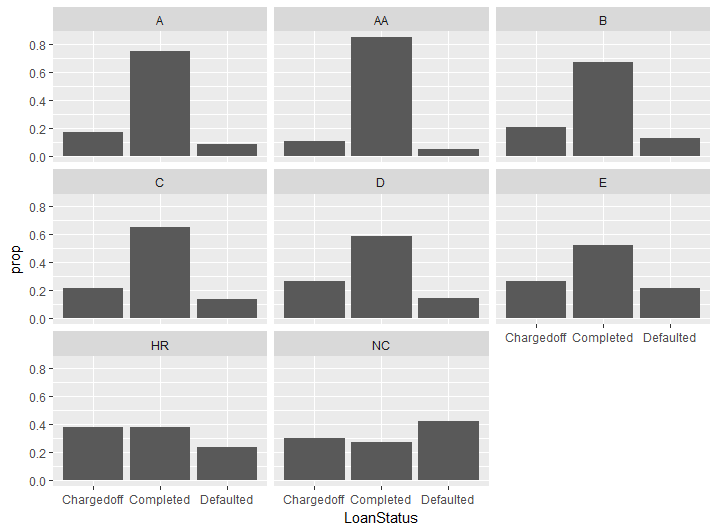 A AA B
0.8
0.6
0.4
0.2
0.0
C D E
0.8
0.6
0.4
0.2
0.0
Chargedoff Completed Defaulted
HR NC
0.8
0.6
0.4
0.2
0.0
Chargedoff Completed Defaulted Chargedoff Completed Defaulted
LoanStatus
prop